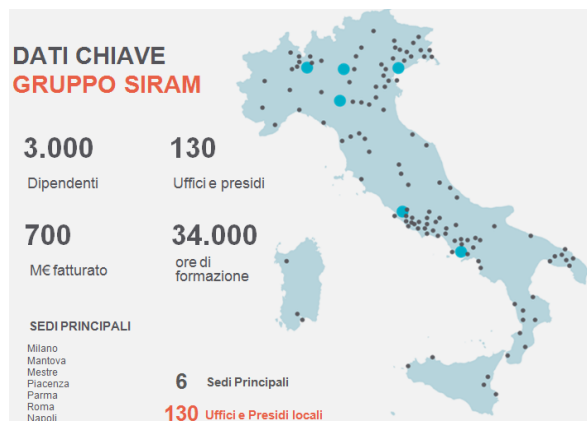 DATI CHIAVE
GRUPPO SIRAM
3.000
Dipendenti
130
Uffici e presidi
700
M€ fatturato
34.000
ore di
formazione
SEDI PRINCIPALI
Milano
Mantova
Mestre
Piacenza
Parma
Roma
Napoli
6 Sedi Principali
130 Uffici e Presidi locali